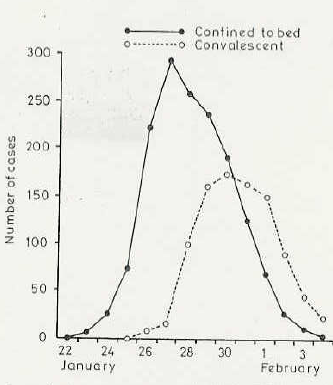 Confined to bed
Convalescent
300
250
200
150
100
50
0
Number of cases
22 24 26 28 30 1 3
January February